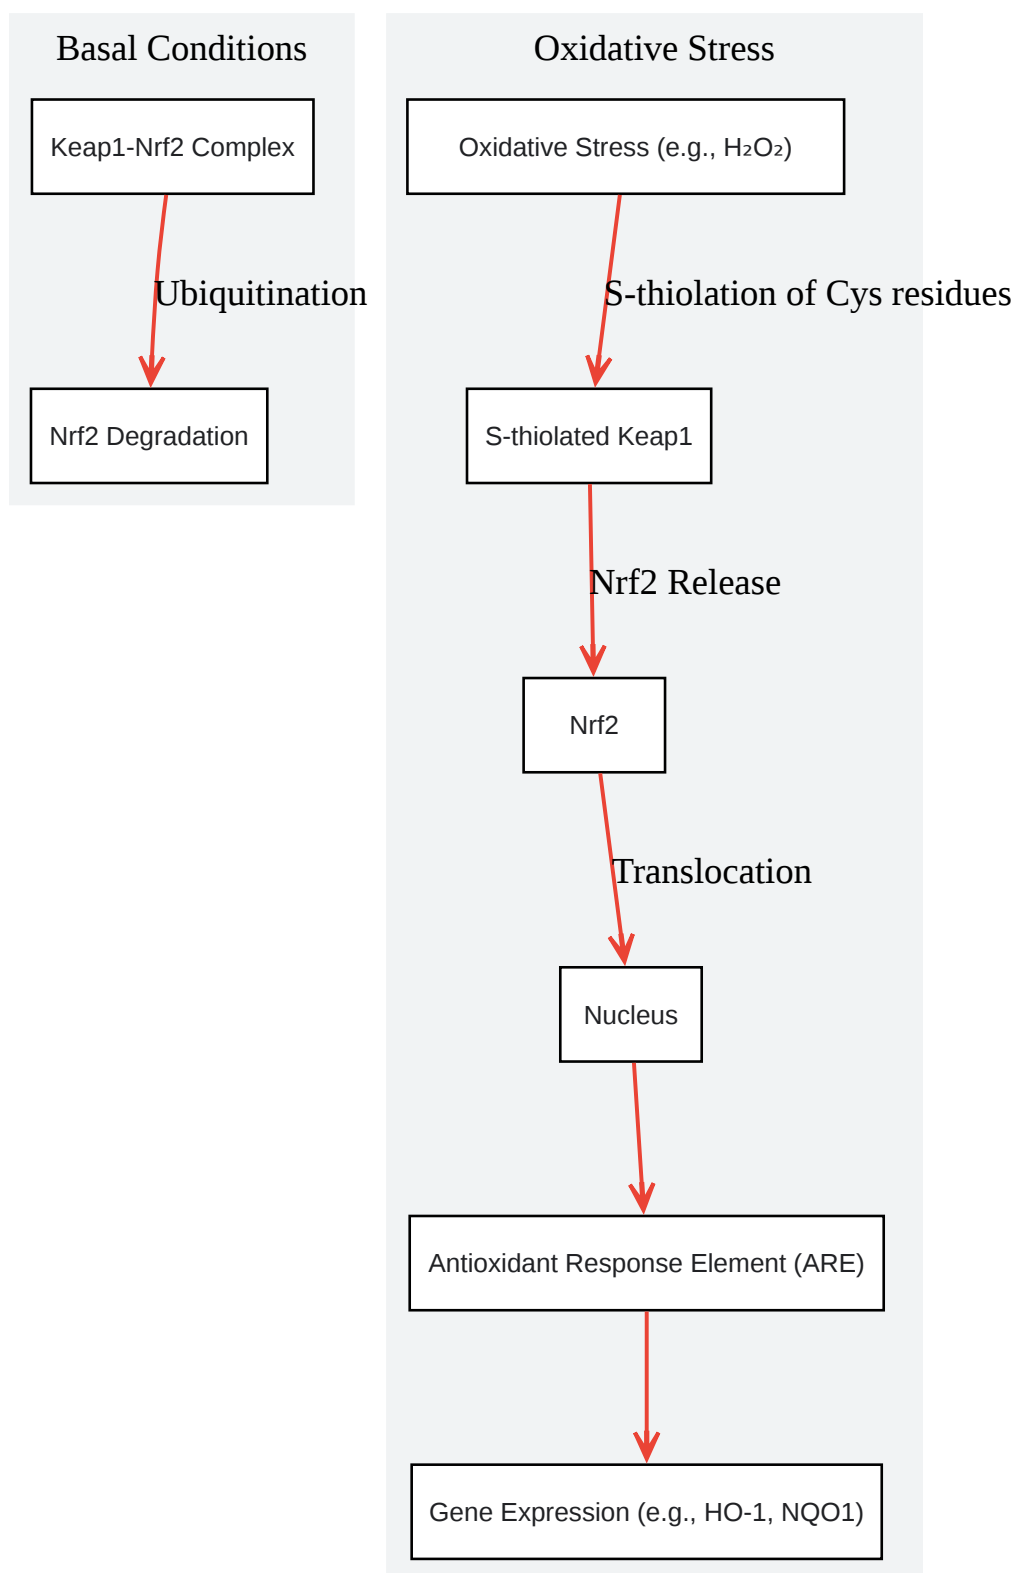 Basal Conditions
Keap1-Nrf2 Complex
Ubiquitination
Nrf2 Degradation
Oxidative Stress
Oxidative Stress (e.g., H₂O₂)
S-thiolation of Cys residues
S-thiolated Keap1
Nrf2 Release
Nrf2
Translocation
Nucleus
Antioxidant Response Element (ARE)
Gene Expression (e.g., HO-1, NQO1)